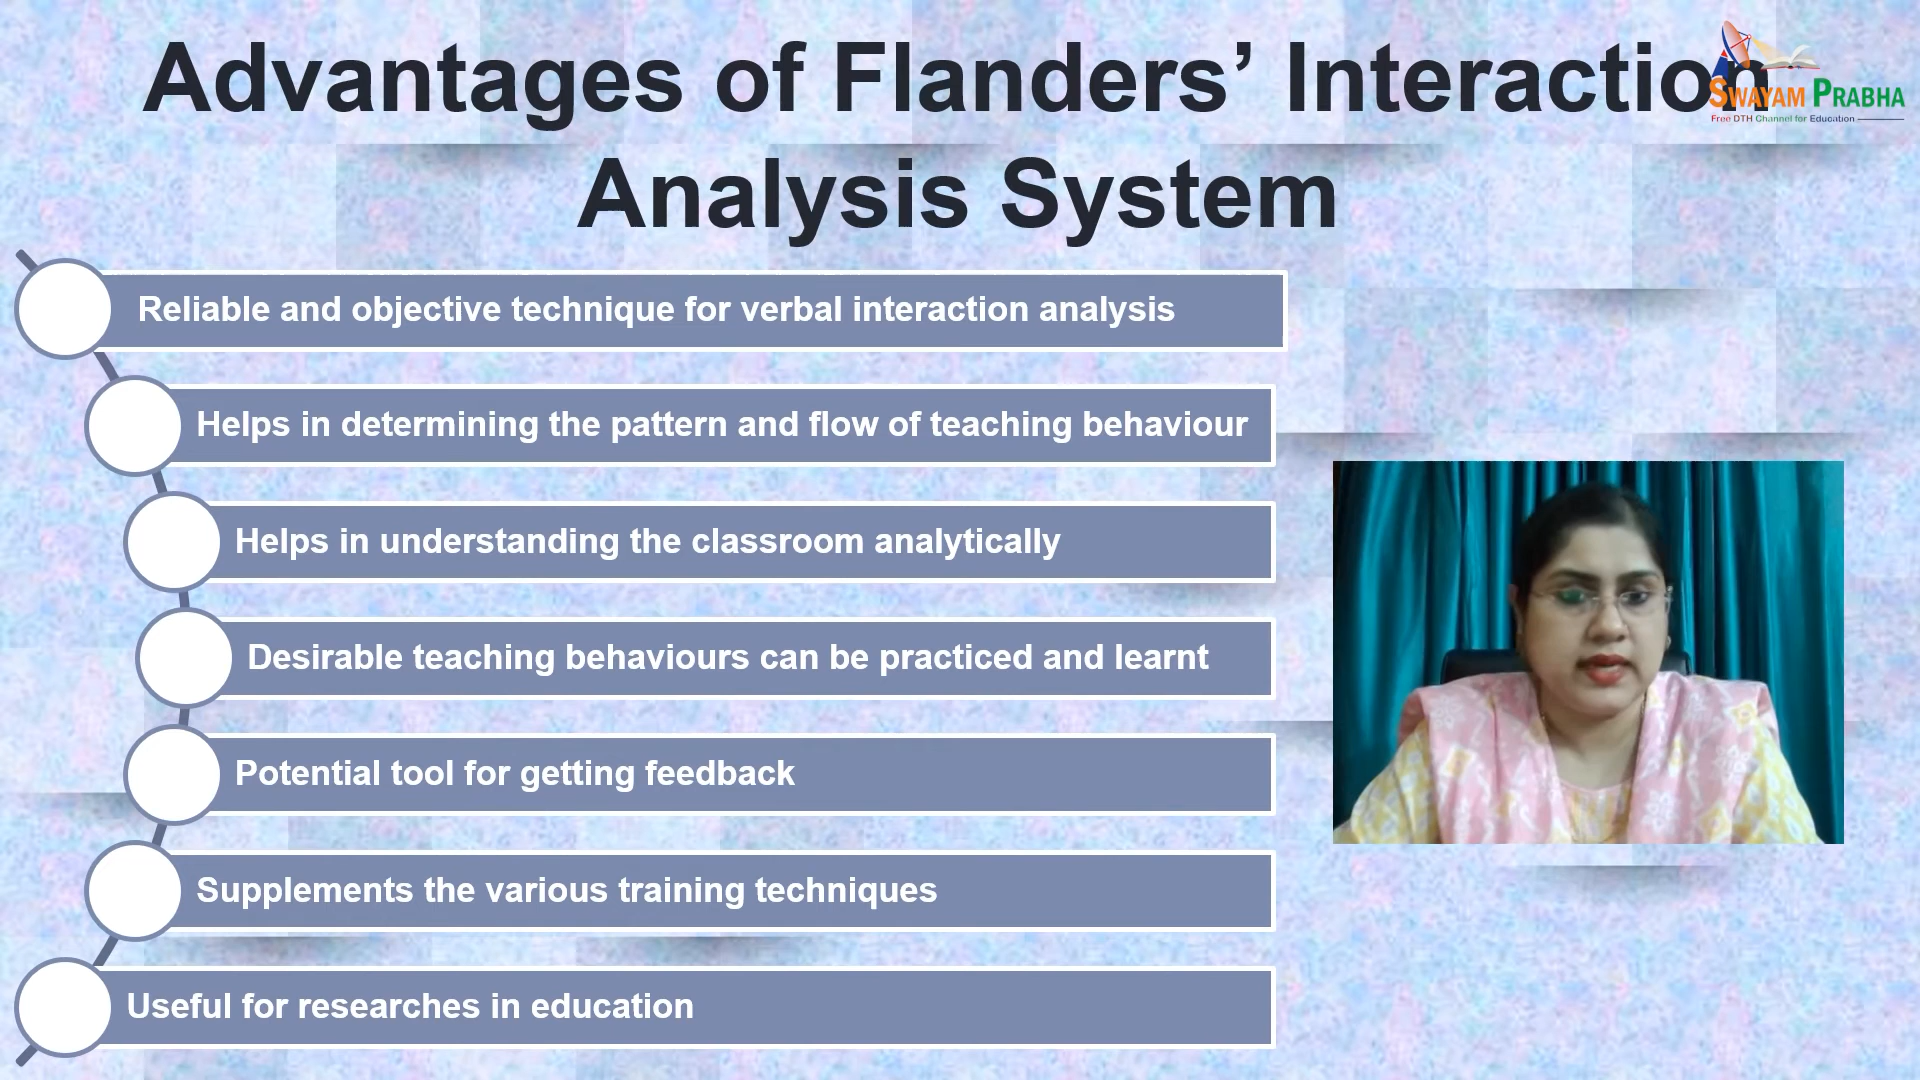 Advantages of Flanders’ Interaction
Analysis System
SWAYAM PRABHA
Free DTH Channel for Education
Reliable and objective technique for verbal interaction analysis
Helps in determining the pattern and flow of teaching behaviour
Helps in understanding the classroom analytically
Desirable teaching behaviours can be practiced and learnt
Potential tool for getting feedback
Supplements the various training techniques
Useful for researches in education